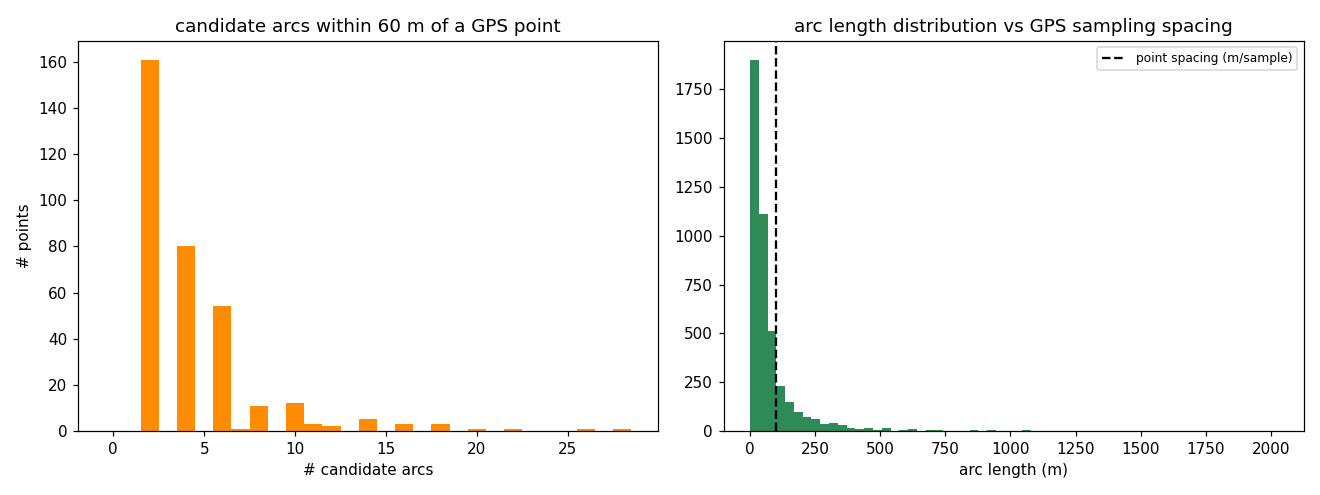 candidate arcs within 60 m of a GPS point
160
140
120
100
80
60
40
20
0
# points
0 5 10 15 20 25
# candidate arcs
arc length distribution vs GPS sampling spacing
point spacing (m/sample)
1750
1500
1250
1000
750
500
250
0
0 250 500 750 1000 1250 1500 1750 2000
arc length (m)